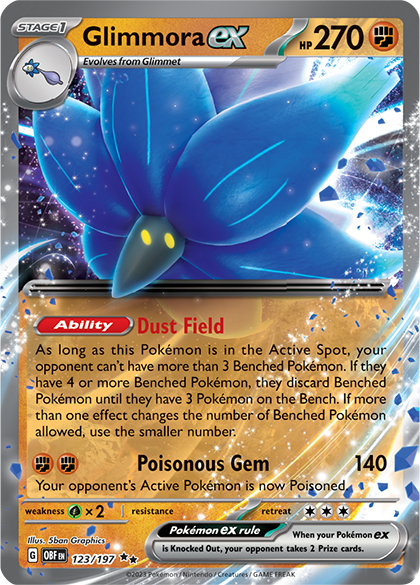 STAGE1 Glimmora ex HP 270
Evolves from Glimmet
Ability Dust Field
As long as this Pokémon is in the Active Spot, your
opponent can't have more than 3 Benched Pokémon. If they
have 4 or more Benched Pokémon, they discard Benched
Pokémon until they have 3 Pokémon on the Bench. If more
than one effect changes the number of Benched Pokémon
allowed, use the smaller number.
Poisonous Gem 140
Your opponent's Active Pokémon is now Poisoned.
weakness ×2 resistance retreat
Illus. 5ban Graphics
Pokémon ex rule When your Pokémon ex
is Knocked Out, your opponent takes 2 Prize cards.
G OBF EN 123/197 ★★
©2023 Pokémon / Nintendo / Creatures / GAME FREAK